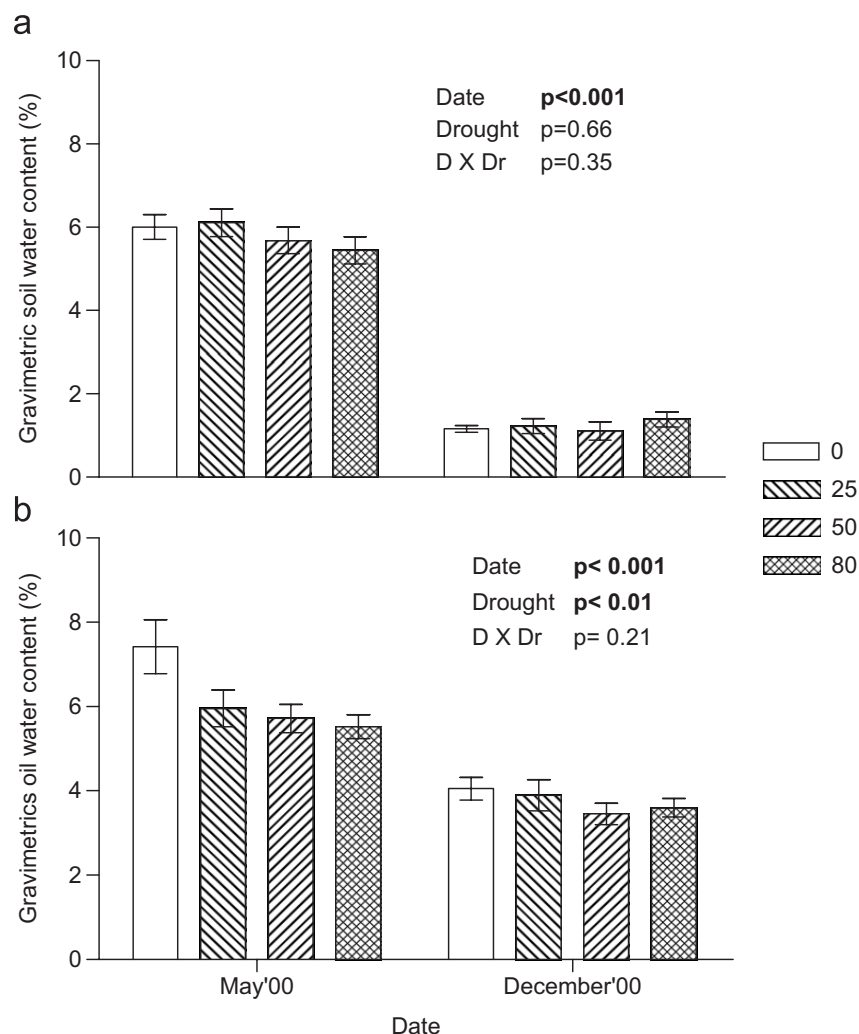 a
Gravimetric soil water content (%)
10
8
6
4
2
0
Date p<0.001
Drought p=0.66
D X Dr p=0.35
0
25
50
80
b
Gravimetrics oil water content (%)
10
8
6
4
2
0
Date p< 0.001
Drought p< 0.01
D X Dr p= 0.21
May'00 December'00
Date